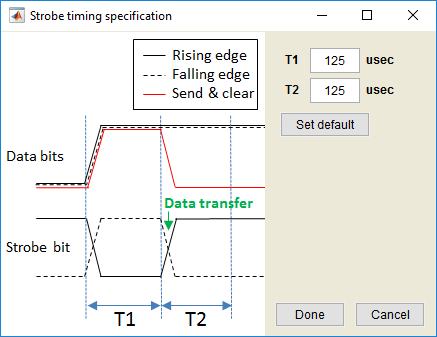 Strobe timing specification
Rising edge
Falling edge
Send & clear
Data bits
Data transfer
Strobe bit
T1
T2
T1 125 usec
T2 125 usec
Set default
Done
Cancel